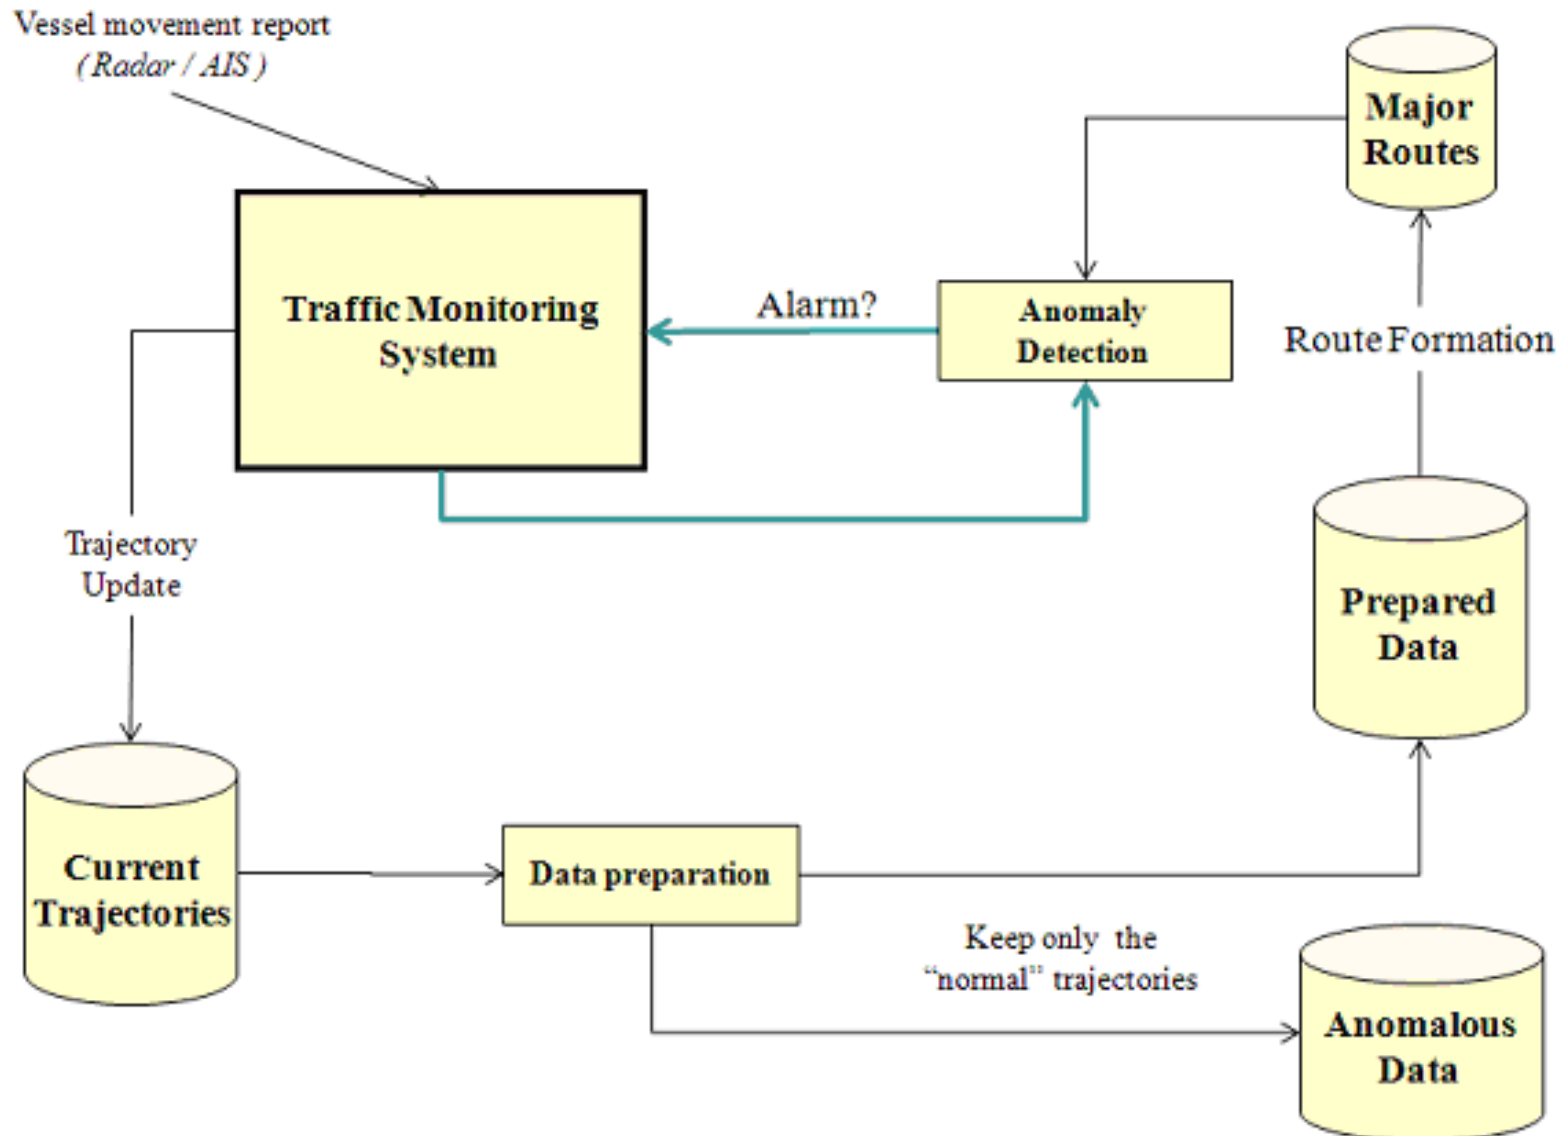 Vessel movement report
( Radar / AIS )
Major
Routes
Traffic Monitoring
System
Alarm?
Anomaly
Detection
Route Formation
Trajectory
Update
Prepared
Data
Current
Trajectories
Data preparation
Keep only the
“normal” trajectories
Anomalous
Data